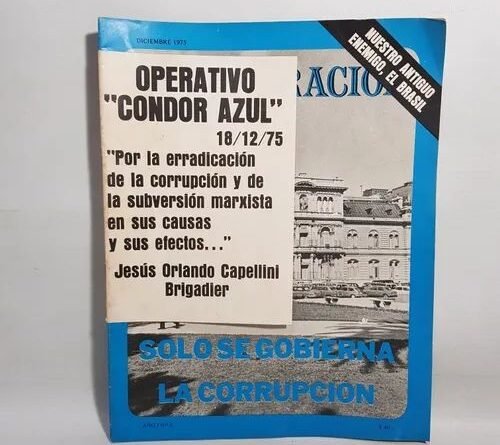 DICIEMBRE 1975
NUESTRO ANTIGUO
ENEMIGO, EL BRASIL
RACION
OPERATIVO
"CONDOR AZUL"
18/12/75
"Por la erradicación
de la corrupción y de
la subversión marxista
en sus causas
y sus efectos..."
Jesús Orlando Capellini
Brigadier
SOLO SE GOBIERNA
LA CORRUPCION